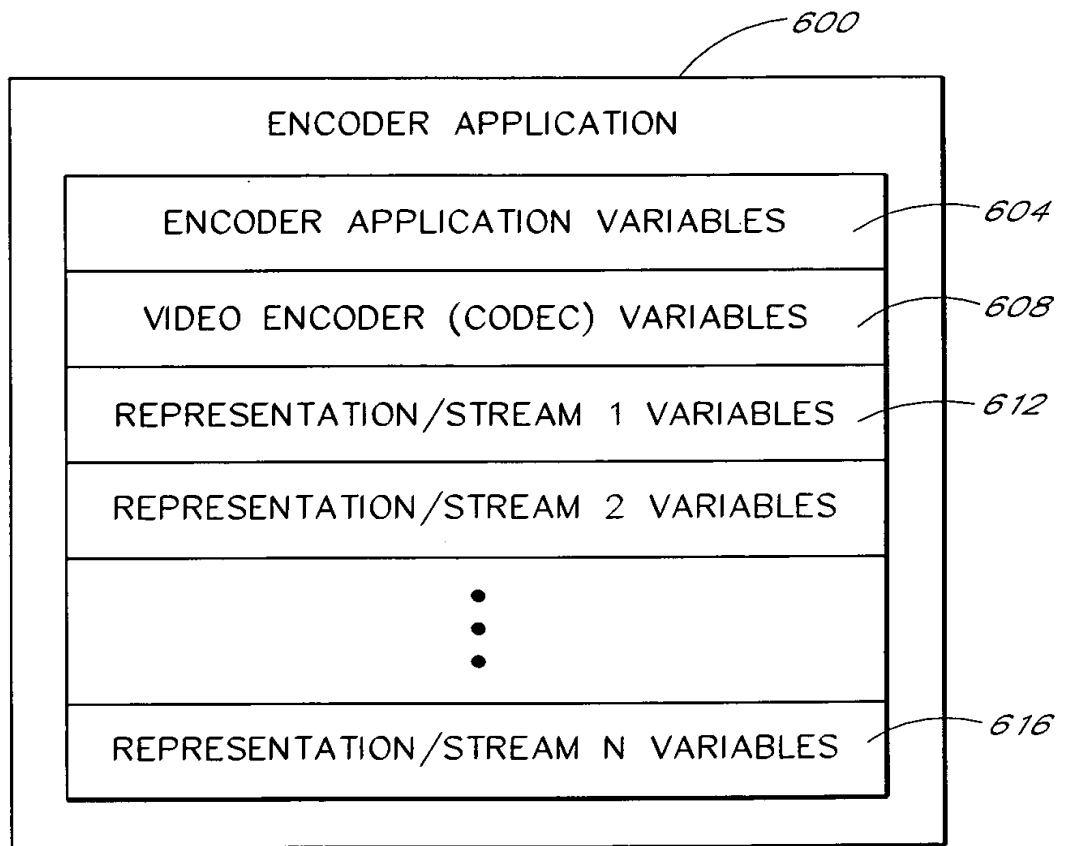 600
ENCODER APPLICATION
ENCODER APPLICATION VARIABLES
604
VIDEO ENCODER (CODEC) VARIABLES
608
REPRESENTATION/STREAM 1 VARIABLES
612
REPRESENTATION/STREAM 2 VARIABLES
REPRESENTATION/STREAM N VARIABLES
616